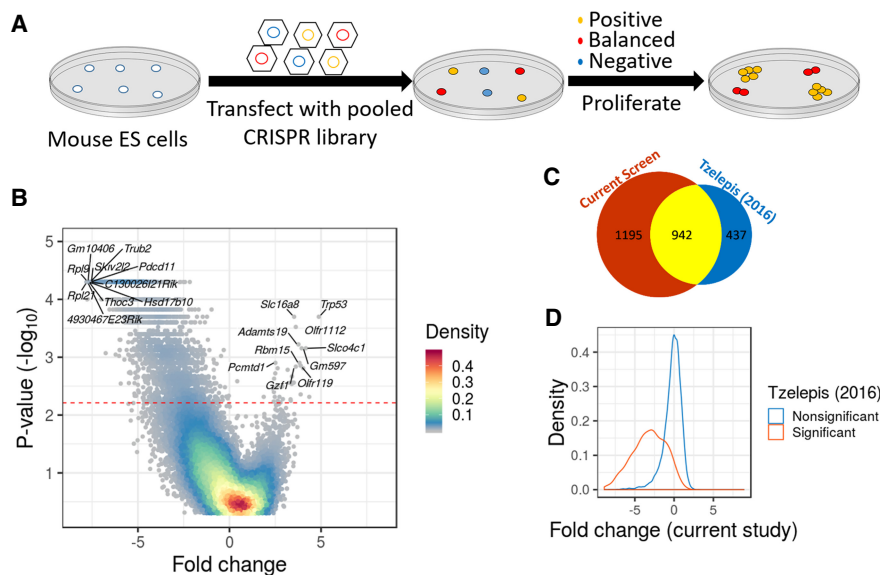 A
Positive
Balanced
Negative
Transfect with pooled
CRISPR library
Proliferate
Mouse ES cells
B
5
4
3
2
1
-5
0
5
P-value (-log10)
Fold change
Gm10406
Trub2
Rpl9
Skiv2l2
Pdcd11
C130026I21Rik
Rpl21
Thoc3
Hsd17b10
4930467E23Rik
Slc16a8
Trp53
Adamts19
Olfr1112
Rbm15
Slco4c1
Pcmtd1
Gm597
Gzf1
Olfr119
Density
0.4
0.3
0.2
0.1
C
Current Screen
Tzelepis (2016)
1195
942
437
D
0.4
0.3
0.2
0.1
0.0
-5
0
5
Density
Fold change (current study)
Tzelepis (2016)
Nonsignificant
Significant